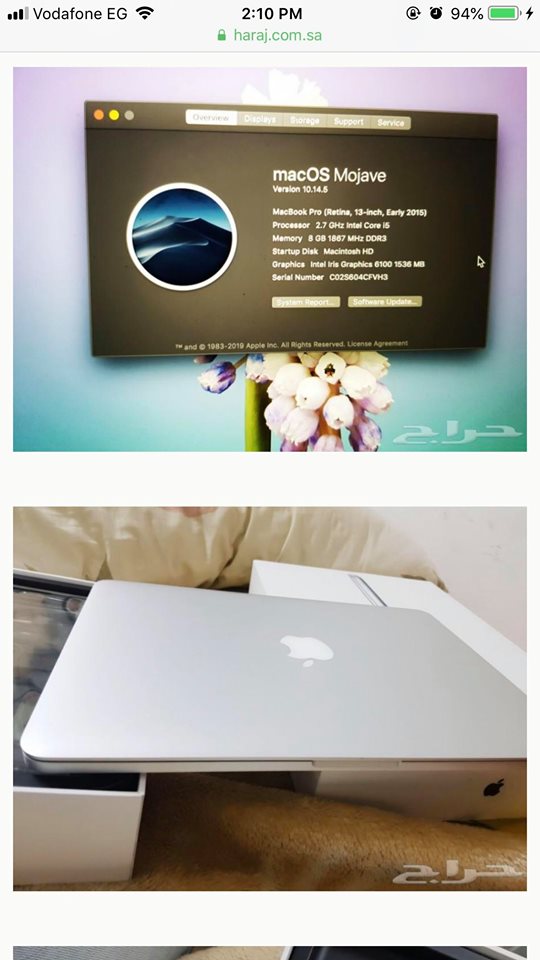 Vodafone EG
2:10 PM
94%
haraj.com.sa
Overview
Displays
Storage
Support
Service
macOS Mojave
Version 10.14.5
MacBook Pro (Retina, 13-inch, Early 2015)
Processor 2.7 GHz Intel Core i5
Memory 8 GB 1867 MHz DDR3
Startup Disk Macintosh HD
Graphics Intel Iris Graphics 6100 1536 MB
Serial Number C02S604CFVH3
System Report...
Software Update...
™ and © 1983-2019 Apple Inc. All Rights Reserved. License Agreement
حراج
حراج